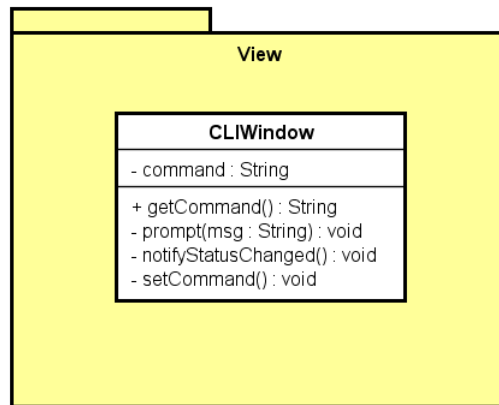 View
CLIWindow
- command : String
+ getCommand() : String
- prompt(msg : String) : void
- notifyStatusChanged() : void
- setCommand() : void